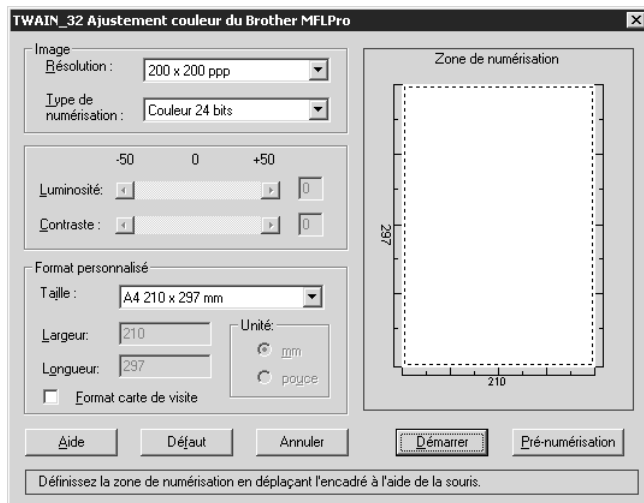 TWAIN_32 Ajustement couleur du Brother MFLPro
Image
Résolution :
200 x 200 ppp
Type de
numérisation :
Couleur 24 bits
-50 0 +50
Luminosité:
0
Contraste :
0
Format personnalisé
Taille :
A4 210 x 297 mm
Largeur:
210
Longueur:
297
Unité:
mm
pouce
Format carte de visite
Zone de numérisation
297
210
Aide
Défaut
Annuler
Démarrer
Pré-numérisation
Définissez la zone de numérisation en déplaçant l'encadré à l'aide de la souris.